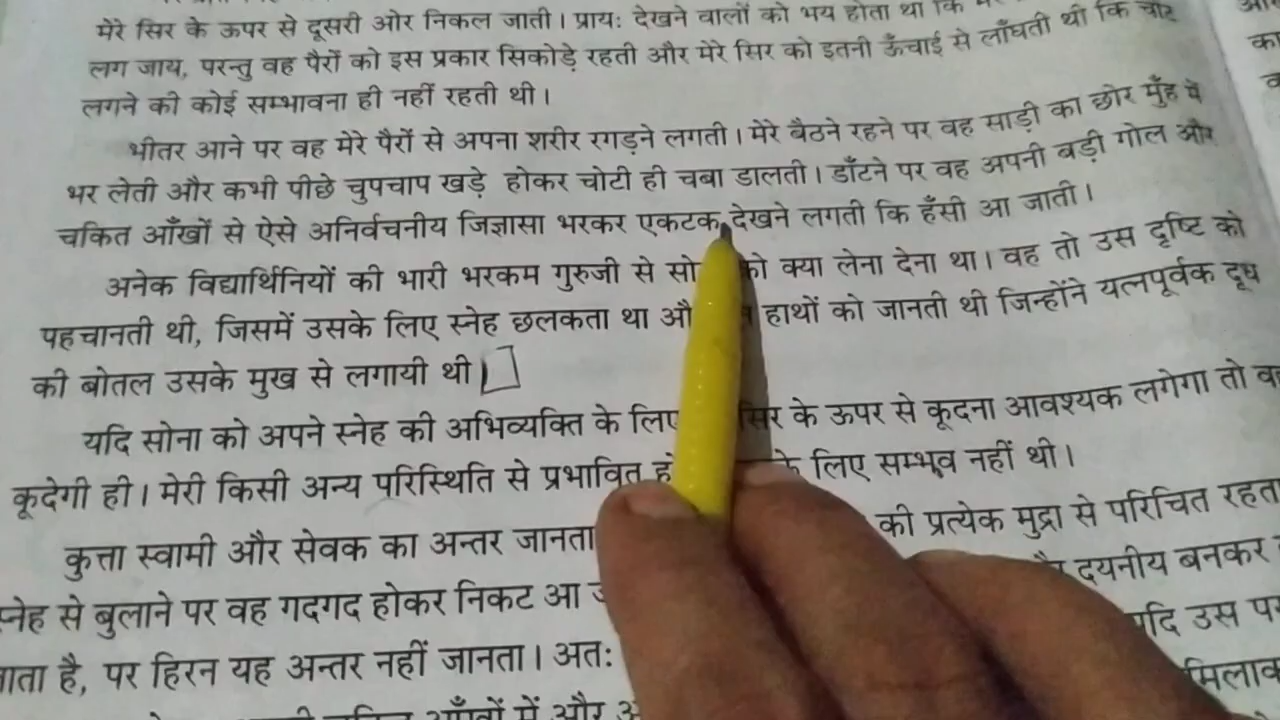 मेरे सिर के ऊपर से दूसरी ओर निकल जाती। प्राय: देखने वालों को भय होता था कि
लग जाय, परन्तु वह पैरों को इस प्रकार सिकोड़े रहती और मेरे सिर को इतनी ऊँचाई से लाँघती थी कि चोट
लगने की कोई सम्भावना ही नहीं रहती थी।
भीतर आने पर वह मेरे पैरों से अपना शरीर रगड़ने लगती। मेरे बैठने रहने पर वह साड़ी का छोर मुँह में
भर लेती और कभी पीछे चुपचाप खड़े होकर चोटी ही चबा डालती। डाँटने पर वह अपनी बड़ी गोल और
चकित आँखों से ऐसे अनिर्वचनीय जिज्ञासा भरकर एकटक देखने लगती कि हँसी आ जाती।
अनेक विद्यार्थिनियों की भारी भरकम गुरुजी से को क्या लेना देना था। वह तो उस दृष्टि को
पहचानती थी, जिसमें उसके लिए स्नेह छलकता था हाथों को जानती थी जिन्होंने यत्नपूर्वक दूध
की बोतल उसके मुख से लगायी थी।
यदि सोना को अपने स्नेह की अभिव्यक्ति के लिए सिर के ऊपर से कूदना आवश्यक लगेगा तो वह
कूदेगी ही। मेरी किसी अन्य परिस्थिति से प्रभावित के लिए सम्भव नहीं थी।
कुत्ता स्वामी और सेवक का अन्तर जानता की प्रत्येक मुद्रा से परिचित रहता
स्नेह से बुलाने पर वह गदगद होकर निकट आ दयनीय बनकर
है, पर हिरन यह अन्तर नहीं जानता। अत: यदि उस
आँखों में और